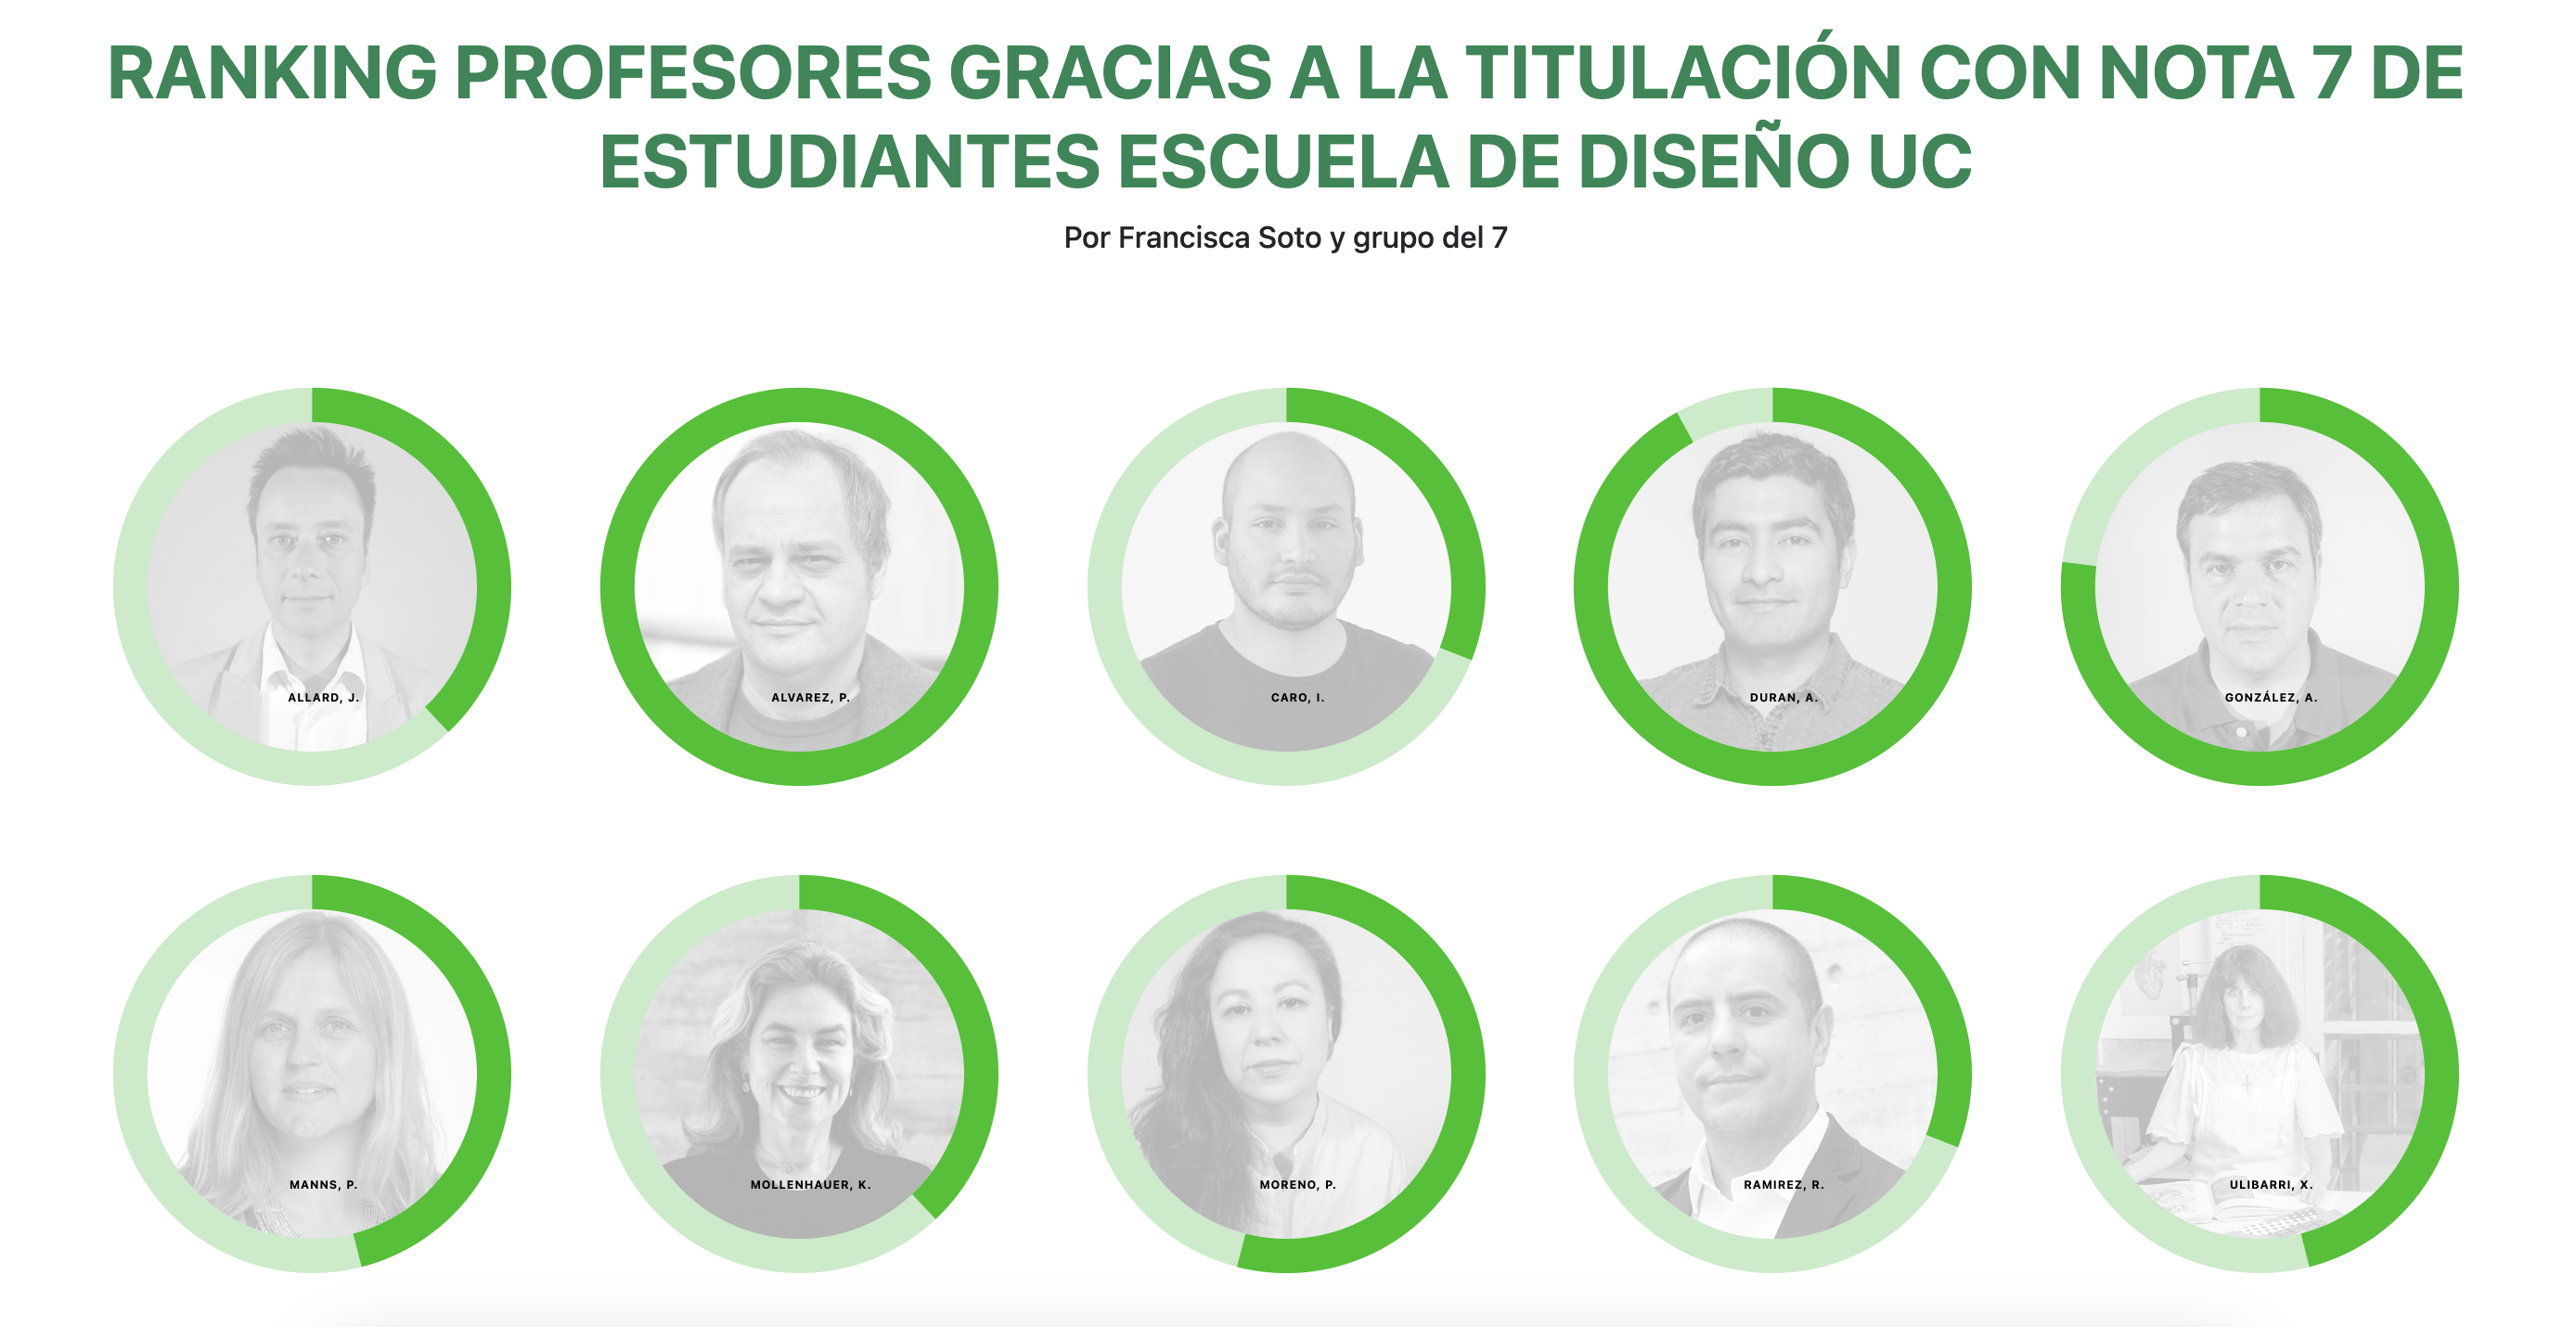 RANKING PROFESORES GRACIAS A LA TITULACIÓN CON NOTA 7 DE
ESTUDIANTES ESCUELA DE DISEÑO UC
Por Francisca Soto y grupo del 7
ALLARD, J.
ALVAREZ, P.
CARO, I.
DURAN, A.
GONZÁLEZ, A.
MANNS, P.
MOLLENHAUER, K.
MORENO, P.
RAMIREZ, R.
ULIBARRI, X.